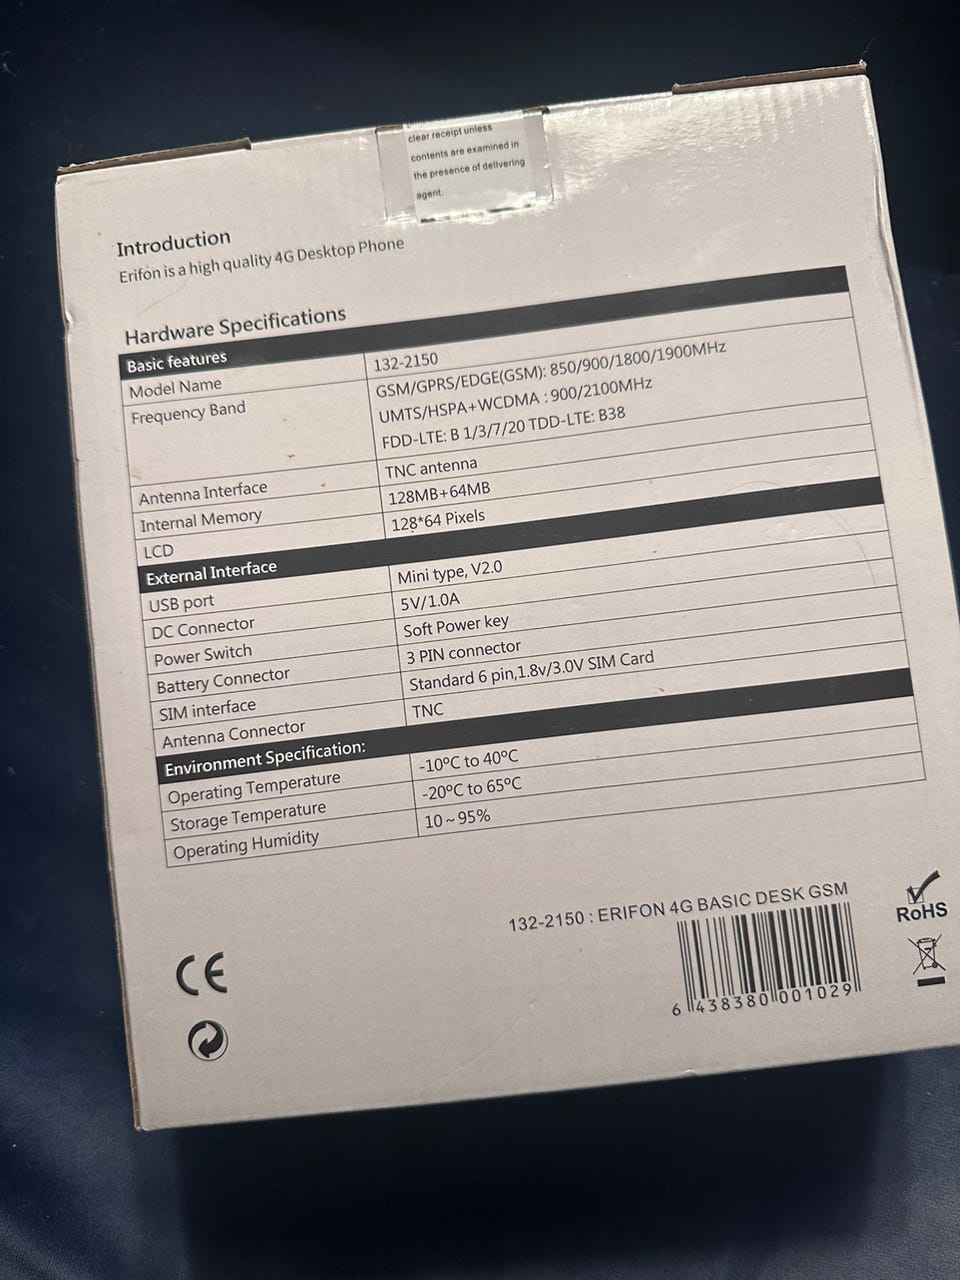 clear receipt unless
contents are examined in
the presence of delivering
agent.
Introduction
Erifon is a high quality 4G Desktop Phone
Hardware Specifications
Basic features
Model Name 132-2150
Frequency Band GSM/GPRS/EDGE(GSM): 850/900/1800/1900MHz
UMTS/HSPA+WCDMA : 900/2100MHz
FDD-LTE: B 1/3/7/20 TDD-LTE: B38
Antenna Interface TNC antenna
Internal Memory 128MB+64MB
LCD 128*64 Pixels
External Interface
USB port Mini type, V2.0
DC Connector 5V/1.0A
Power Switch Soft Power key
Battery Connector 3 PIN connector
SIM interface Standard 6 pin,1.8v/3.0V SIM Card
Antenna Connector TNC
Environment Specification:
Operating Temperature -10ºC to 40ºC
Storage Temperature -20ºC to 65ºC
Operating Humidity 10 ~ 95%
132-2150 : ERIFON 4G BASIC DESK GSM
6 438380 001029
RoHS
CE